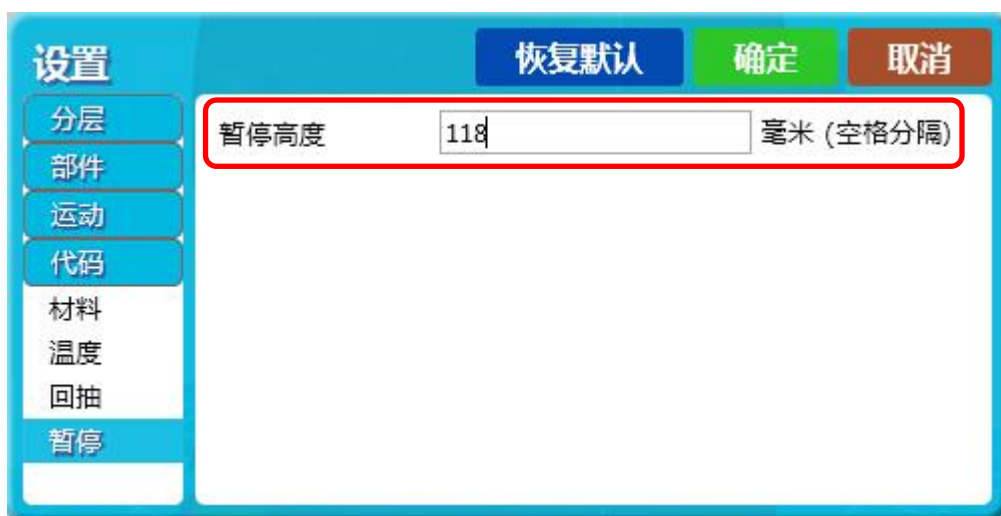 设置 恢复默认 确定 取消
分层
暂停高度 118 毫米 (空格分隔)
部件
运动
代码
材料
温度
回抽
暂停